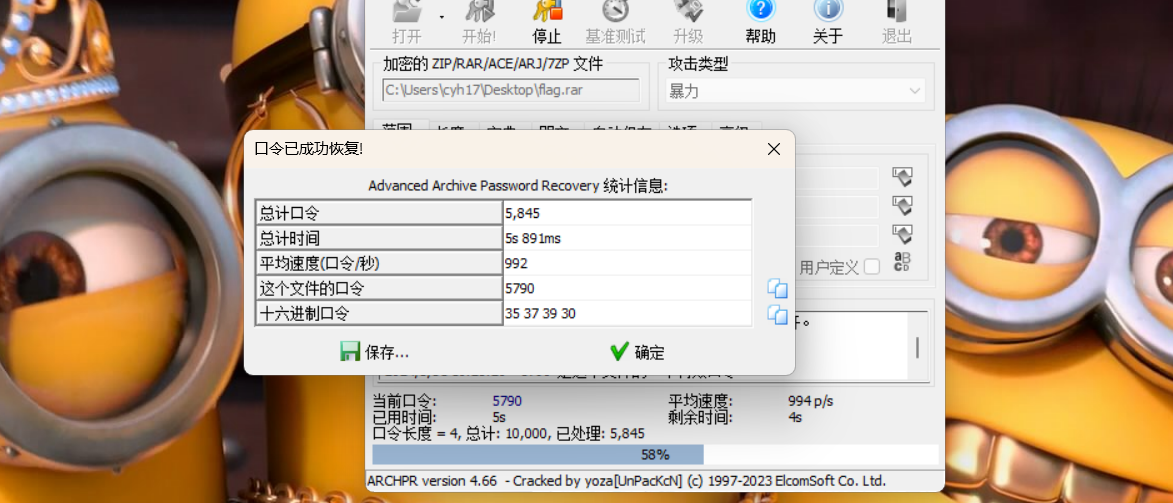 打开 开始! 停止 基准测试 升级 帮助 关于 退出
加密的 ZIP/RAR/ACE/ARJ/7ZP 文件 攻击类型
C:\Users\cyh17\Desktop\flag.rar 暴力
口令已成功恢复!
Advanced Archive Password Recovery 统计信息:
总计口令 5,845
总计时间 5s 891ms
平均速度(口令/秒) 992
用户定义
aBCD
这个文件的口令 5790
十六进制口令 35 37 39 30
保存... 确定
当前口令: 5790 平均速度: 994 p/s
已用时间: 5s 剩余时间: 4s
口令长度 = 4, 总计: 10,000, 已处理: 5,845
58%
ARCHPR version 4.66 - Cracked by yoza[UnPacKcN] (c) 1997-2023 ElcomSoft Co. Ltd.